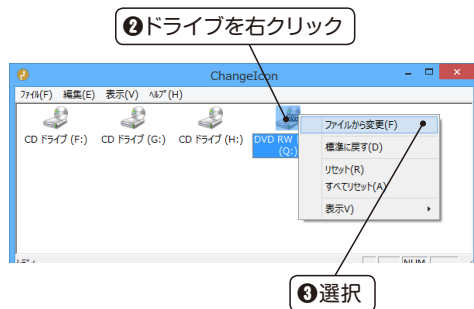 ❷ドライブを右クリック
ChangeIcon
ファイル(F) 編集(E) 表示(V) ヘルプ(H)
CD ドライブ (F:) CD ドライブ (G:) CD ドライブ (H:) DVD RW
(Q:)
ファイルから変更(F)
標準に戻す(D)
リセット(R)
すべてリセット(A)
表示V)
NUM
❸選択